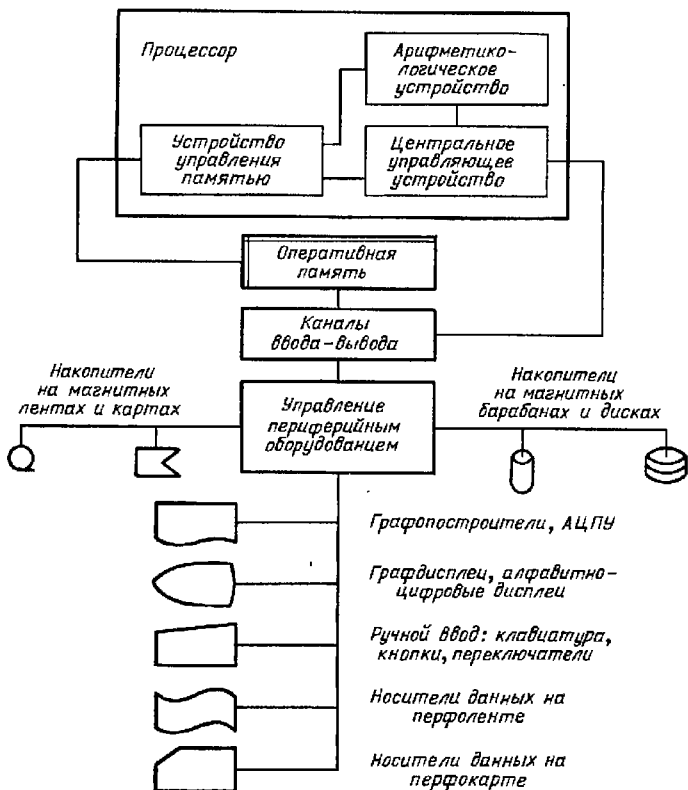 Процессор
Арифметико-
логическое
устройство
Устройство
управления
памятью
Центральное
управляющее
устройство
Оперативная
память
Каналы
ввода-вывода
Накопители
на магнитных
лентах и картах
Управление
периферийным
оборудованием
Накопители
на магнитных
барабанах и дисках
Графопостроители, АЦПУ
Графдисплеи, алфавитно-
цифровые дисплеи
Ручной ввод: клавиатура,
кнопки, переключатели
Носители данных на
перфоленте
Носители данных на
перфокарте